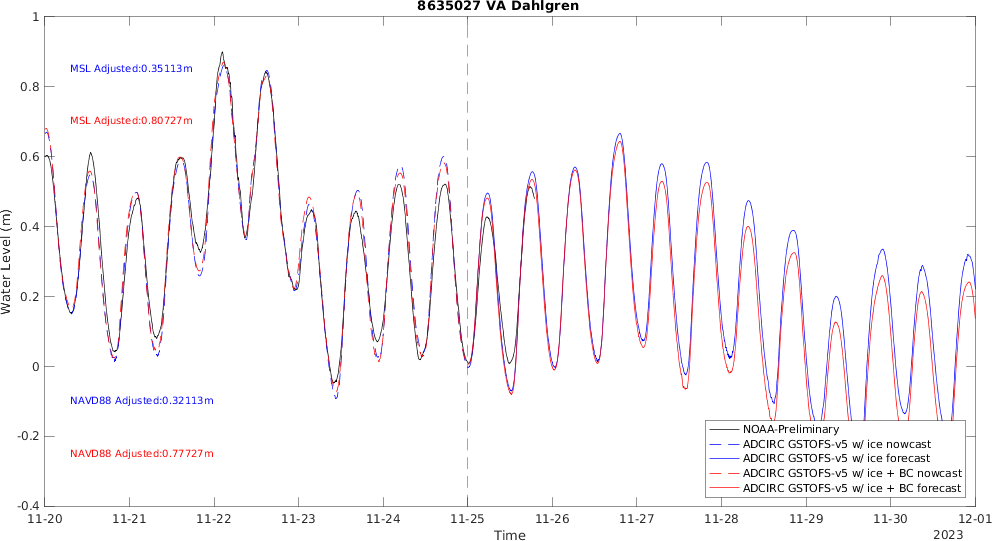 8635027 VA Dahlgren
Water Level (m)
1
0.8
0.6
0.4
0.2
0
-0.2
-0.4
MSL Adjusted:0.35113m
MSL Adjusted:0.80727m
NAVD88 Adjusted:0.32113m
NAVD88 Adjusted:0.77727m
NOAA-Preliminary
ADCIRC GSTOFS-v5 w/ ice nowcast
ADCIRC GSTOFS-v5 w/ ice forecast
ADCIRC GSTOFS-v5 w/ ice + BC nowcast
ADCIRC GSTOFS-v5 w/ ice + BC forecast
11-20 11-21 11-22 11-23 11-24 11-25 11-26 11-27 11-28 11-29 11-30 12-01
Time
2023